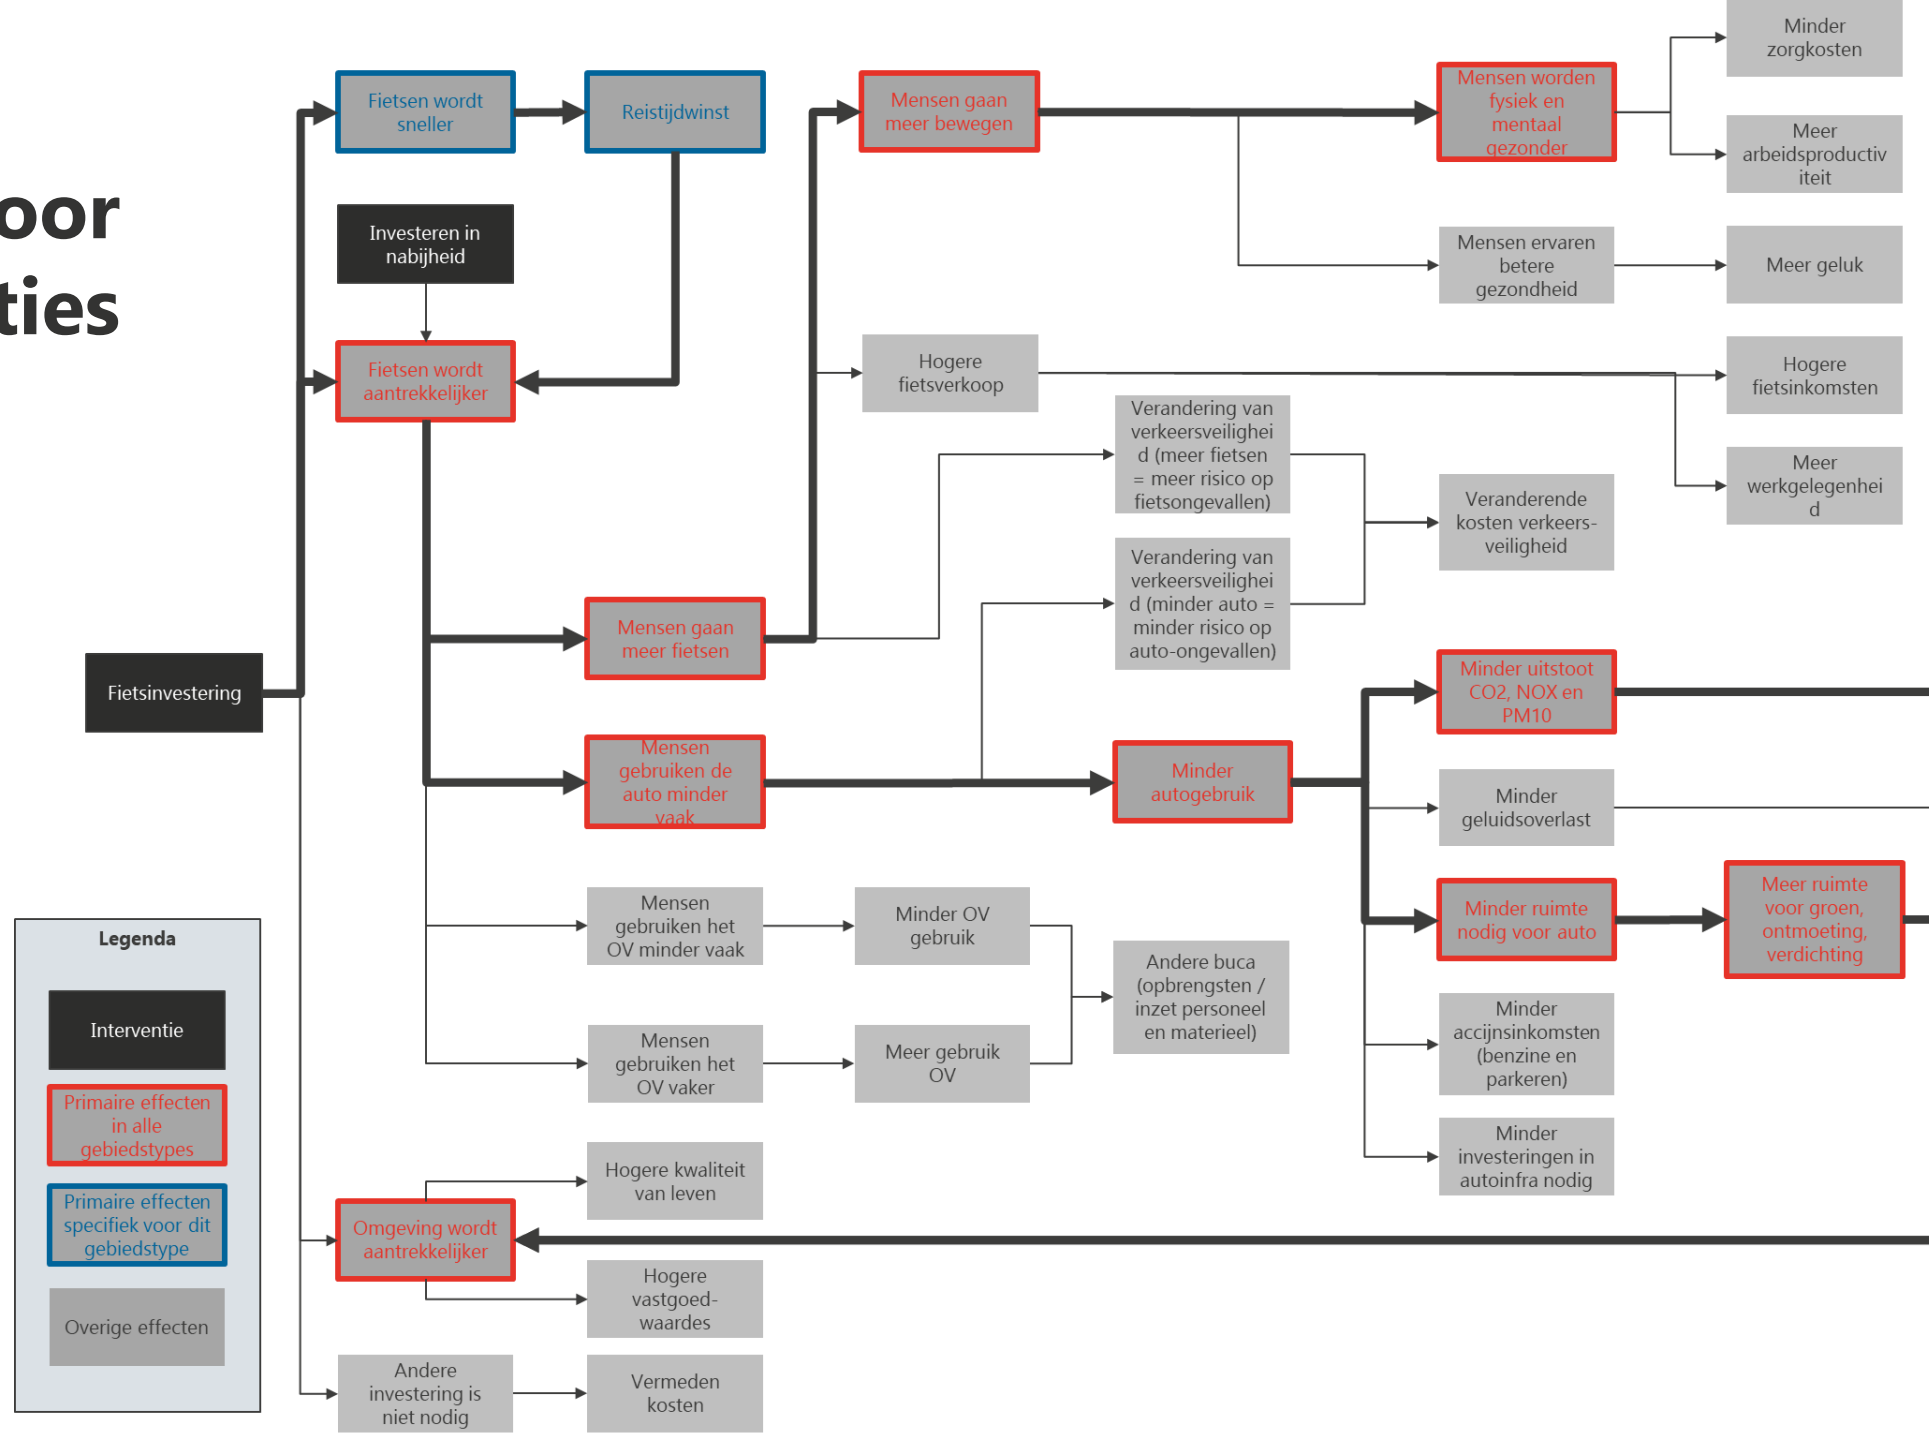 oor
ties
Fietsinvestering
Fietsen wordt
sneller
Reistijdwinst
Investeren in
nabijheid
Fietsen wordt
aantrekkelijker
Mensen gaan
meer bewegen
Mensen worden
fysiek en
mentaal
gezonder
Minder
zorgkosten
Meer
arbeidsproductiv
iteit
Mensen ervaren
betere
gezondheid
Meer geluk
Hogere
fietsverkoop
Hogere
fietsinkomsten
Meer
werkgelegenhei
d
Verandering van
verkeersveilighei
d (meer fietsen
= meer risico op
fietsongevallen)
Verandering van
verkeersveilighei
d (minder auto =
minder risico op
auto-ongevallen)
Veranderende
kosten verkeers-
veiligheid
Mensen gaan
meer fietsen
Mensen
gebruiken de
auto minder
vaak
Minder
autogebruik
Minder uitstoot
CO2, NOX en
PM10
Minder
geluidsoverlast
Minder ruimte
nodig voor auto
Meer ruimte
voor groen,
ontmoeting,
verdichting
Minder
accijnsinkomsten
(benzine en
parkeren)
Minder
investeringen in
autoinfra nodig
Mensen
gebruiken het
OV minder vaak
Minder OV
gebruik
Mensen
gebruiken het
OV vaker
Meer gebruik
OV
Andere buca
(opbrengsten /
inzet personeel
en materieel)
Hogere kwaliteit
van leven
Omgeving wordt
aantrekkelijker
Hogere
vastgoed-
waardes
Andere
investering is
niet nodig
Vermeden
kosten
Legenda
Interventie
Primaire effecten
in alle
gebiedstypes
Primaire effecten
specifiek voor dit
gebiedstype
Overige effecten